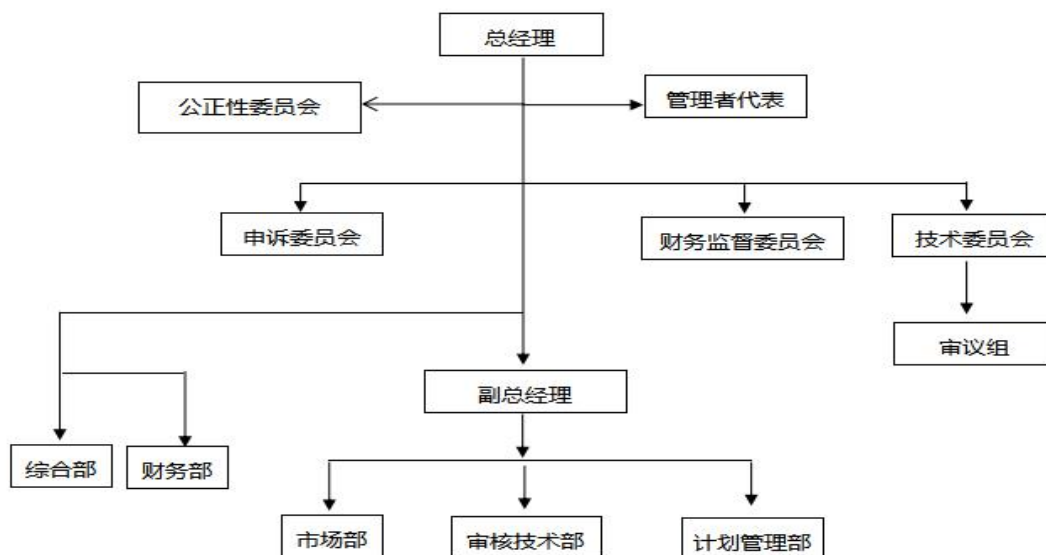 总经理
公正性委员会
管理者代表
申诉委员会
财务监督委员会
技术委员会
审议组
副总经理
综合部
财务部
市场部
审核技术部
计划管理部